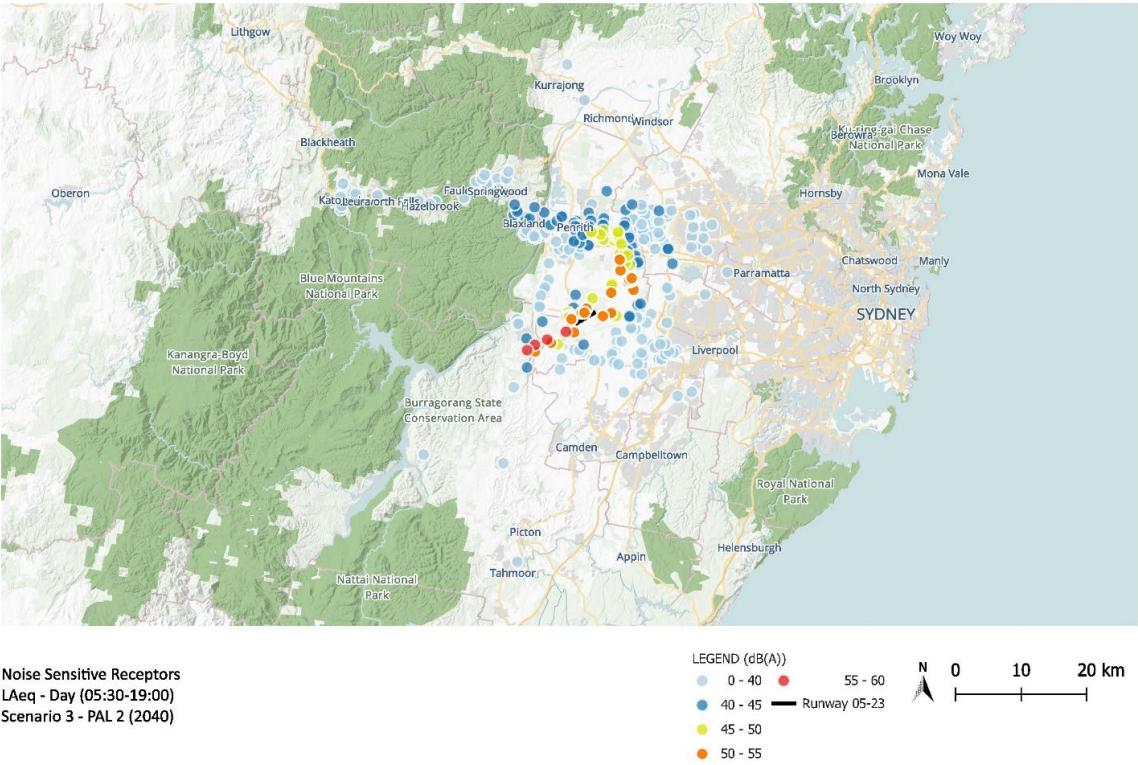 Woy Woy
Lithgow
Brooklyn
Kurrajong
Richmond
Windsor
Ku-ring-gai Chase
National Park
Berowra
Blackheath
Mona Vale
Oberon
Springwood
Hornsby
Hazelbrook
Blaxland
Penrith
Chatswood
Manly
Parramatta
Blue Mountains
National Park
North Sydney
SYDNEY
Liverpool
Kanangra-Boyd
National Park
Burragorang State
Conservation Area
Camden
Campbelltown
Royal National
Park
Picton
Appin
Helensburgh
Tahmoor
Nattai National
Park
Noise Sensitive Receptors
LAeq - Day (05:30-19:00)
Scenario 3 - PAL 2 (2040)
LEGEND (dB(A))
0 - 40
55 - 60
40 - 45
Runway 05-23
45 - 50
50 - 55
N
0 10 20 km